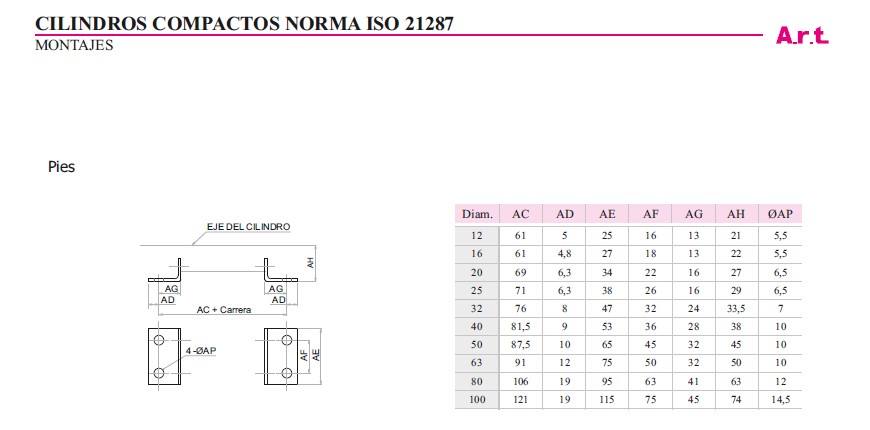 CILINDROS COMPACTOS NORMA ISO 21287
MONTAJES
A.r.t.
Pies
EJE DEL CILINDRO
AH
AG
AG
AD
AD
AC + Carrera
4 -ØAP
AF
AE
Diam. AC AD AE AF AG AH ØAP
12 61 5 25 16 13 21 5,5
16 61 4,8 27 18 13 22 5,5
20 69 6,3 34 22 16 27 6,5
25 71 6,3 38 26 16 29 6,5
32 76 8 47 32 24 33,5 7
40 81,5 9 53 36 28 38 10
50 87,5 10 65 45 32 45 10
63 91 12 75 50 32 50 10
80 106 19 95 63 41 63 12
100 121 19 115 75 45 74 14,5